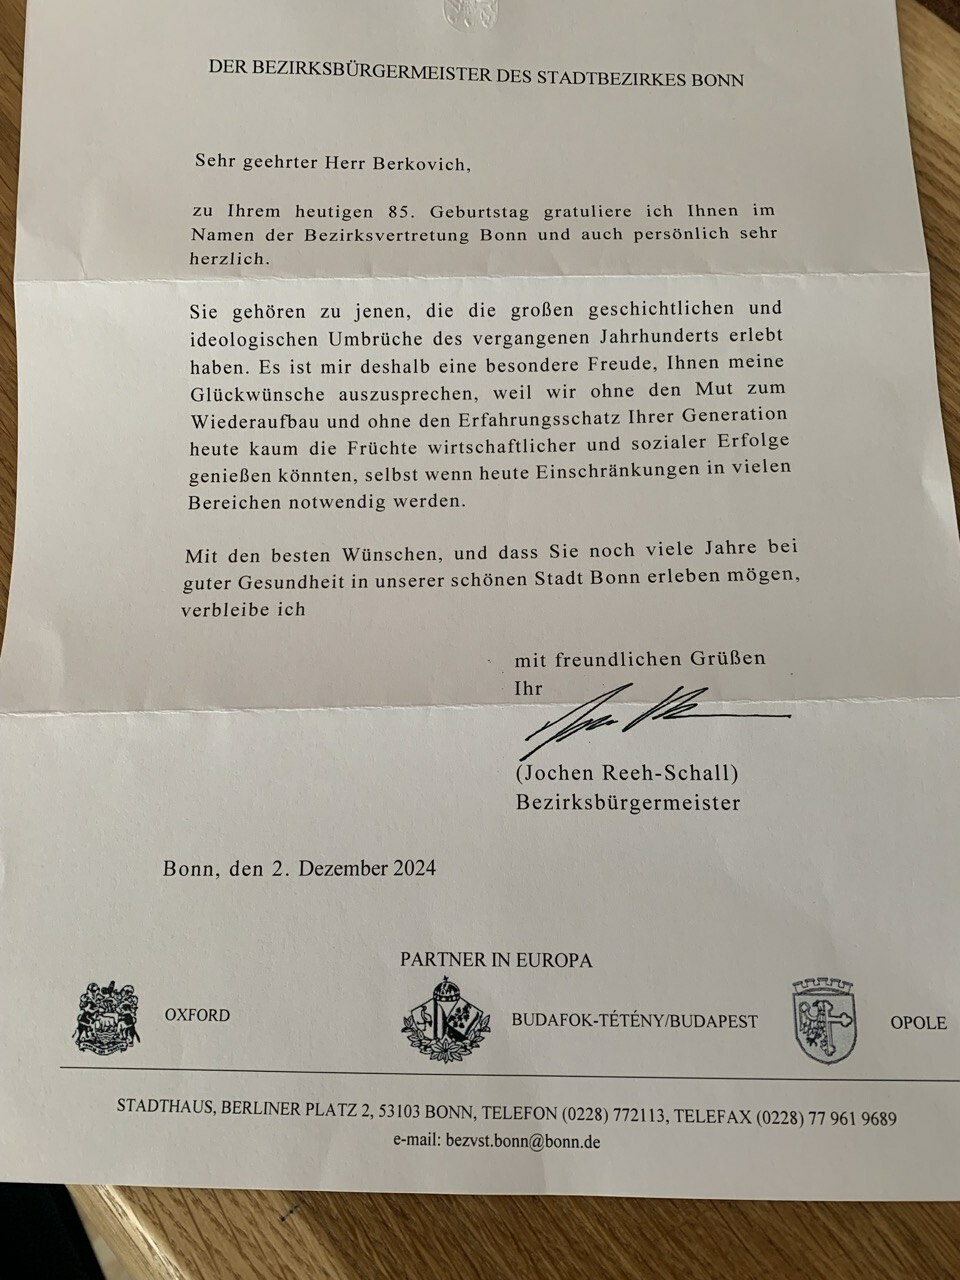 DER BEZIRKSBÜRGERMEISTER DES STADTBEZIRKES BONN
Sehr geehrter Herr Berkovich,
zu Ihrem heutigen 85. Geburtstag gratuliere ich Ihnen im
Namen der Bezirksvertretung Bonn und auch persönlich sehr
herzlich.
Sie gehören zu jenen, die die großen geschichtlichen und
ideologischen Umbrüche des vergangenen Jahrhunderts erlebt
haben. Es ist mir deshalb eine besondere Freude, Ihnen meine
Glückwünsche auszusprechen, weil wir ohne den Mut zum
Wiederaufbau und ohne den Erfahrungsschatz Ihrer Generation
heute kaum die Früchte wirtschaftlicher und sozialer Erfolge
genießen könnten, selbst wenn heute Einschränkungen in vielen
Bereichen notwendig werden.
Mit den besten Wünschen, und dass Sie noch viele Jahre bei
guter Gesundheit in unserer schönen Stadt Bonn erleben mögen,
verbleibe ich
mit freundlichen Grüßen
Ihr
(Jochen Reeh-Schall)
Bezirksbürgermeister
Bonn, den 2. Dezember 2024
PARTNER IN EUROPA
OXFORD
BUDAFOK-TÉTÉNY/BUDAPEST
OPOLE
STADTHAUS, BERLINER PLATZ 2, 53103 BONN, TELEFON (0228) 772113, TELEFAX (0228) 77 961 9689
e-mail: bezvst.bonn@bonn.de